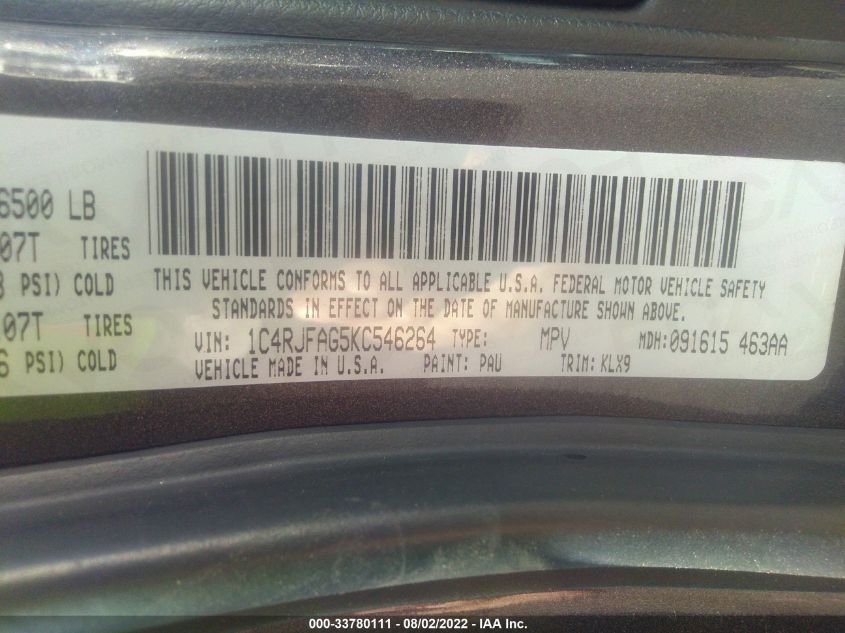 6500 LB
07T TIRES
PSI) COLD
07T TIRES
PSI) COLD
THIS VEHICLE CONFORMS TO ALL APPLICABLE U.S.A. FEDERAL MOTOR VEHICLE SAFETY
STANDARDS IN EFFECT ON THE DATE OF MANUFACTURE SHOWN ABOVE.
VIN: 1C4RJFAG5KC546264 TYPE: MPV MDH:091615 463AA
VEHICLE MADE IN U.S.A. PAINT: PAU TRIM: KLX9
000-33780111 - 08/02/2022 - IAA Inc.